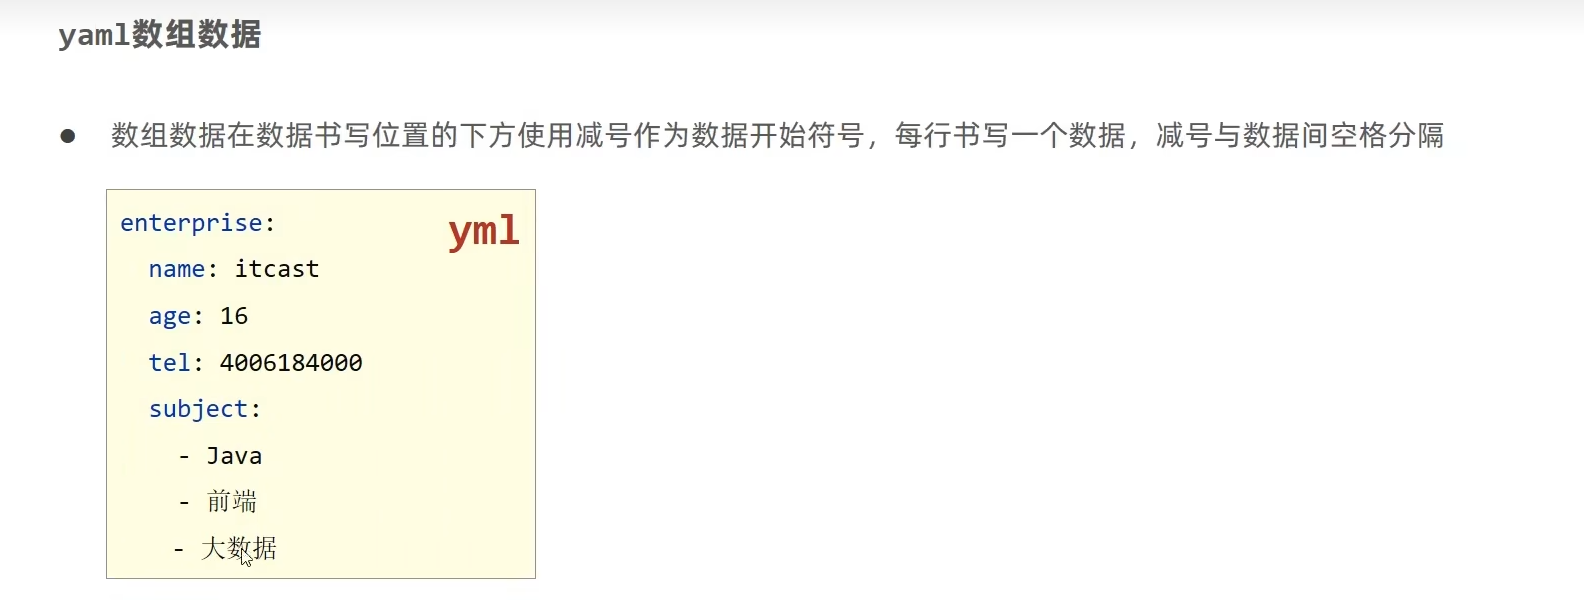 yaml数组数据
● 数组数据在数据书写位置的下方使用减号作为数据开始符号，每行书写一个数据，减号与数据间空格分隔
enterprise:
yml
name: itcast
age: 16
tel: 4006184000
subject:
- Java
- 前端
- 大数据